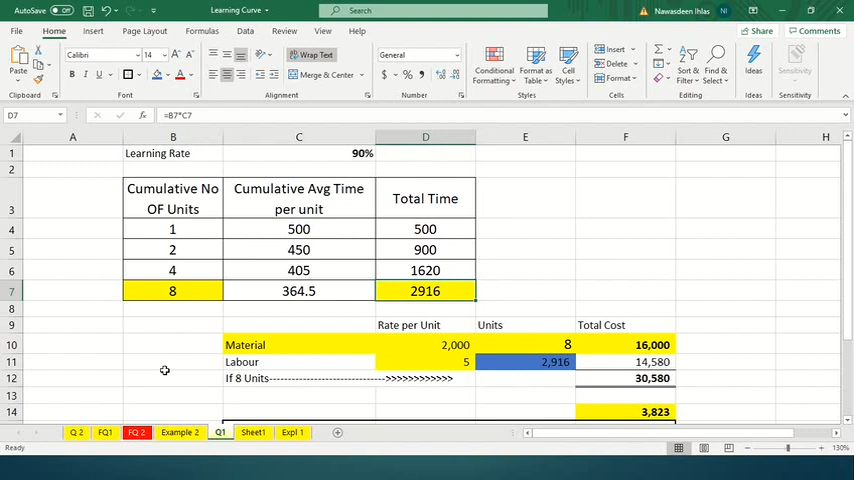 AutoSave Off Learning Curve Search Nawasdeen Ihlas NI
File Home Insert Page Layout Formulas Data Review View Help Share Comments
Paste Calibri 14 A A Wrap Text General Conditional Formatting Format as Table Cell Styles Insert Σ Sort & Filter Find & Select Ideas Sensitivity
B I U A Merge & Center $ % Delete Format
Clipboard Font Alignment Number Styles Cells Editing Ideas Sensitivity
D7 fx =B7*C7
A B C D E F G H
1 Learning Rate 90%
2
3 Cumulative No OF Units Cumulative Avg Time per unit Total Time
4 1 500 500
5 2 450 900
6 4 405 1620
7 8 364.5 2916
8
9 Rate per Unit Units Total Cost
10 Material 2,000 8 16,000
11 Labour 5 2,916 14,580
12 If 8 Units------------------------------->>>>>>>>>>>> 30,580
13
14 3,823
Q 2 FQ1 FQ 2 Example 2 Q1 Sheet1 Expl 1
Ready 130%